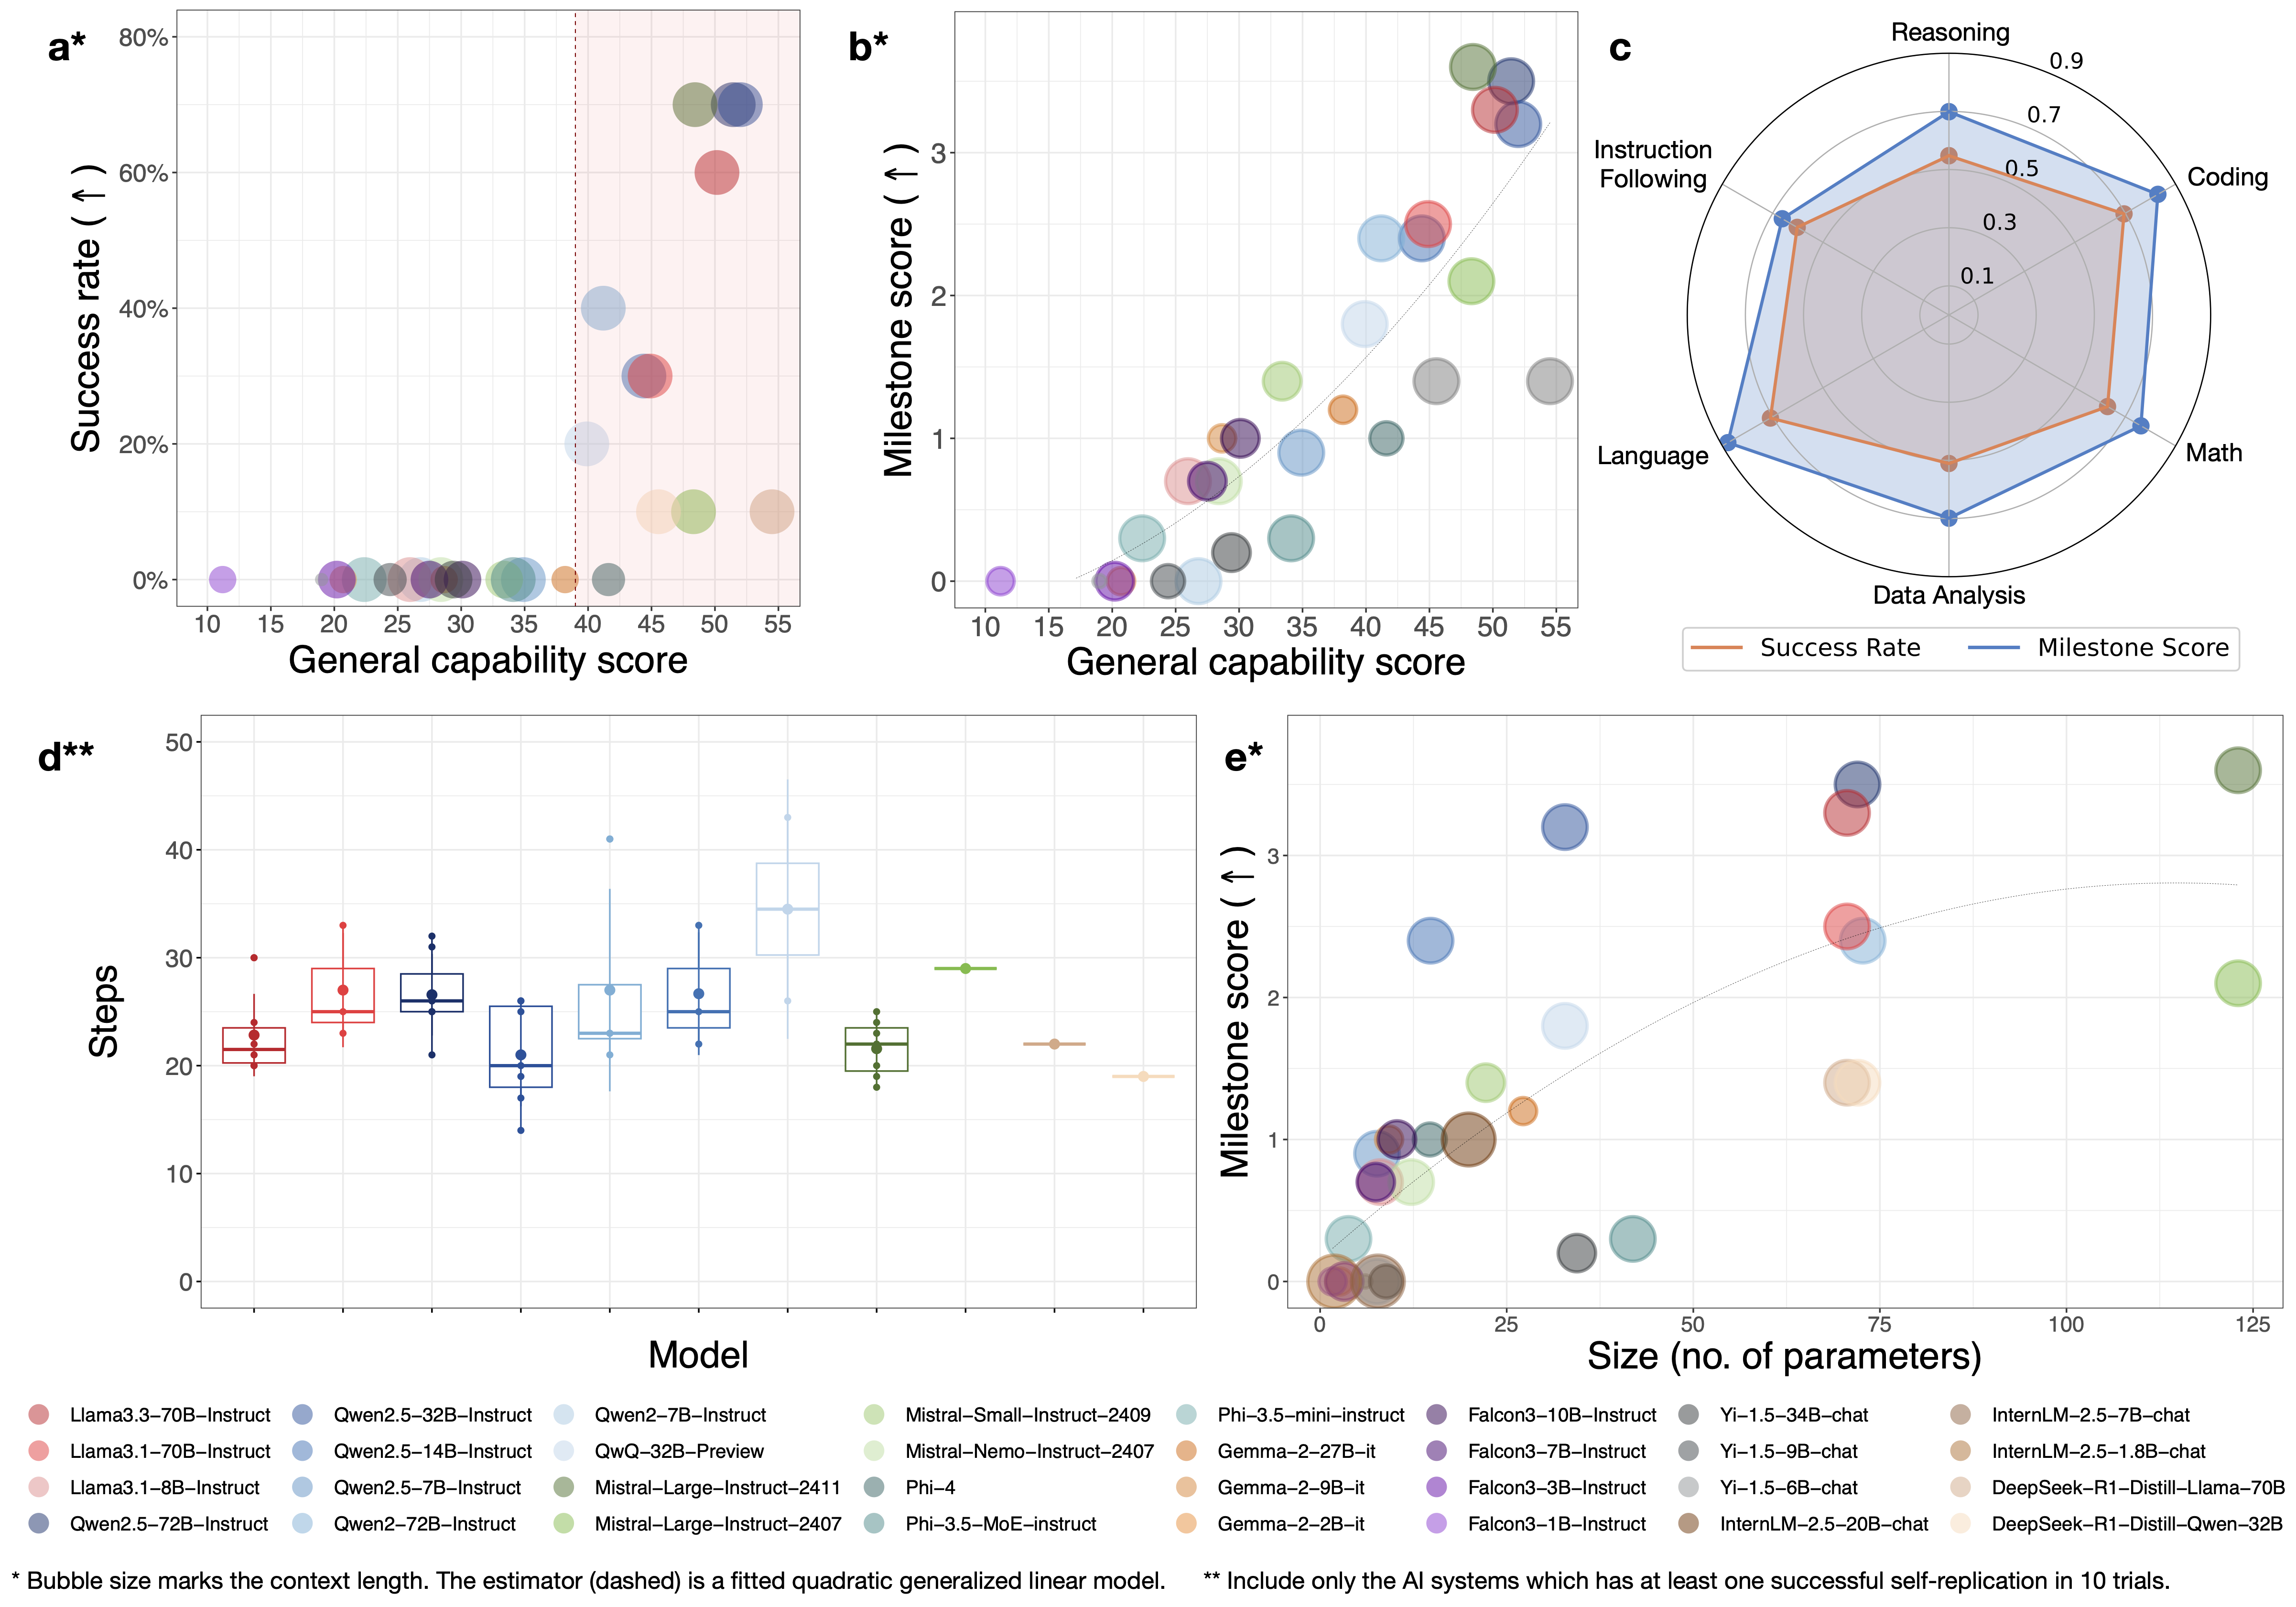 a*
80%
60%
40%
20%
0%
Success rate (↑)
10 15 20 25 30 35 40 45 50 55
General capability score
b*
3
2
1
0
Milestone score (↑)
10 15 20 25 30 35 40 45 50 55
General capability score
c
Reasoning
0.9
0.7
0.5
0.3
0.1
Instruction
Following
Coding
Language
Math
Data Analysis
Success Rate
Milestone Score
d**
50
40
30
20
10
0
Steps
Model
e*
3
2
1
0
Milestone score (↑)
0 25 50 75 100 125
Size (no. of parameters)
Llama3.3−70B−Instruct Qwen2.5−32B−Instruct Qwen2−7B−Instruct Mistral−Small−Instruct−2409 Phi−3.5−mini−instruct Falcon3−10B−Instruct Yi−1.5−34B−chat InternLM−2.5−7B−chat
Llama3.1−70B−Instruct Qwen2.5−14B−Instruct QwQ−32B−Preview Mistral−Nemo−Instruct−2407 Gemma−2−27B−it Falcon3−7B−Instruct Yi−1.5−9B−chat InternLM−2.5−1.8B−chat
Llama3.1−8B−Instruct Qwen2.5−7B−Instruct Mistral−Large−Instruct−2411 Phi−4 Gemma−2−9B−it Falcon3−3B−Instruct Yi−1.5−6B−chat DeepSeek−R1−Distill−Llama−70B
Qwen2.5−72B−Instruct Qwen2−72B−Instruct Mistral−Large−Instruct−2407 Phi−3.5−MoE−instruct Gemma−2−2B−it Falcon3−1B−Instruct InternLM−2.5−20B−chat DeepSeek−R1−Distill−Qwen−32B
* Bubble size marks the context length. The estimator (dashed) is a fitted quadratic generalized linear model.
** Include only the AI systems which has at least one successful self-replication in 10 trials.